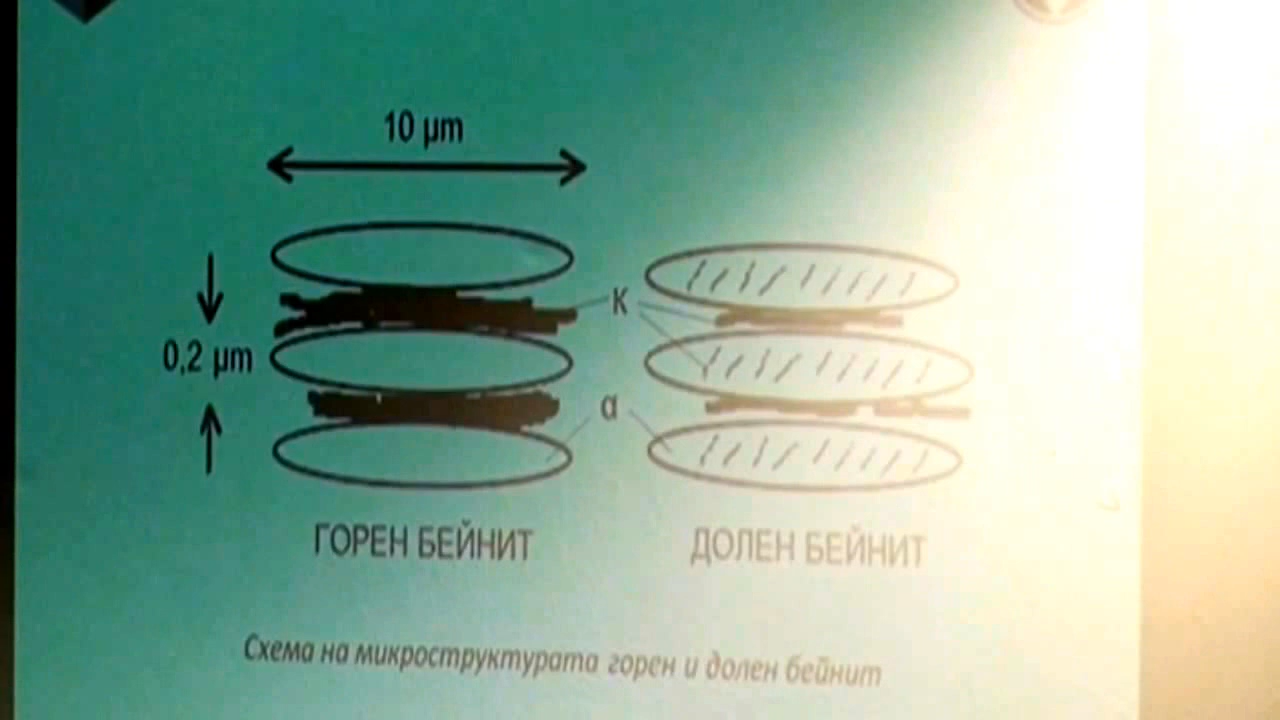 10 µm
0,2 µm
К
α
ГОРЕН БЕЙНИТ
ДОЛЕН БЕЙНИТ
Схема на микроструктурата горен и долен бейнит